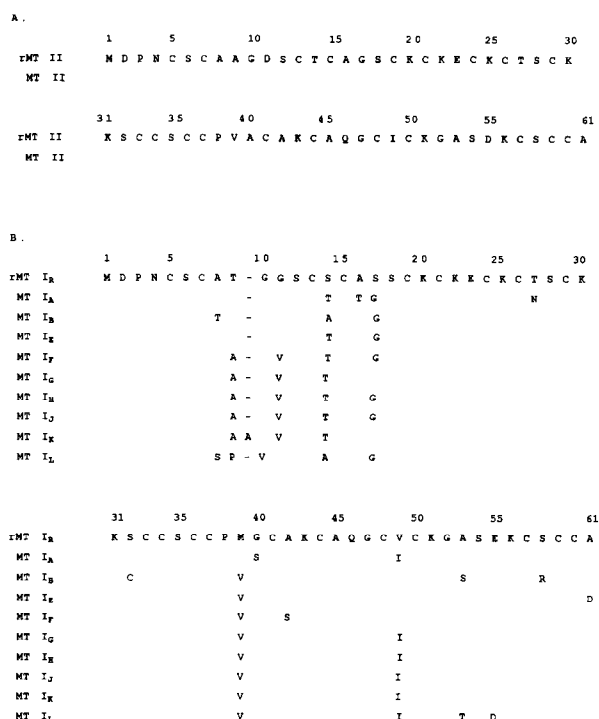 A.
1 5 10 15 20 25 30
rMT II M D P N C S C A A G D S C T C A G S C K C K E C K C T S C K
MT II
31 35 40 45 50 55 61
rMT II K S C C S C C P V A C A K C A Q G C I C K G A S D K C S C C A
MT II
B.
1 5 10 15 20 25 30
rMT IR M D P N C S C A T - G G S C S C A S S C K C K E C K C T S C K
MT IA - T T G N
MT IB T A G
MT IE - T G
MT IF A - V T G
MT IG A - V T
MT IH A - V T G
MT IJ A - V T G
MT IK A A V T
MT IL S P - V A G
31 35 40 45 50 55 61
rMT IR K S C C S C C P M G C A K C A Q G C V C K G A S E K C S C C A
MT IA S I
MT IB C V S R
MT IE V D
MT IF V S
MT IG V I
MT IH V I
MT IJ V I
MT IK V I
MT IL V I T D